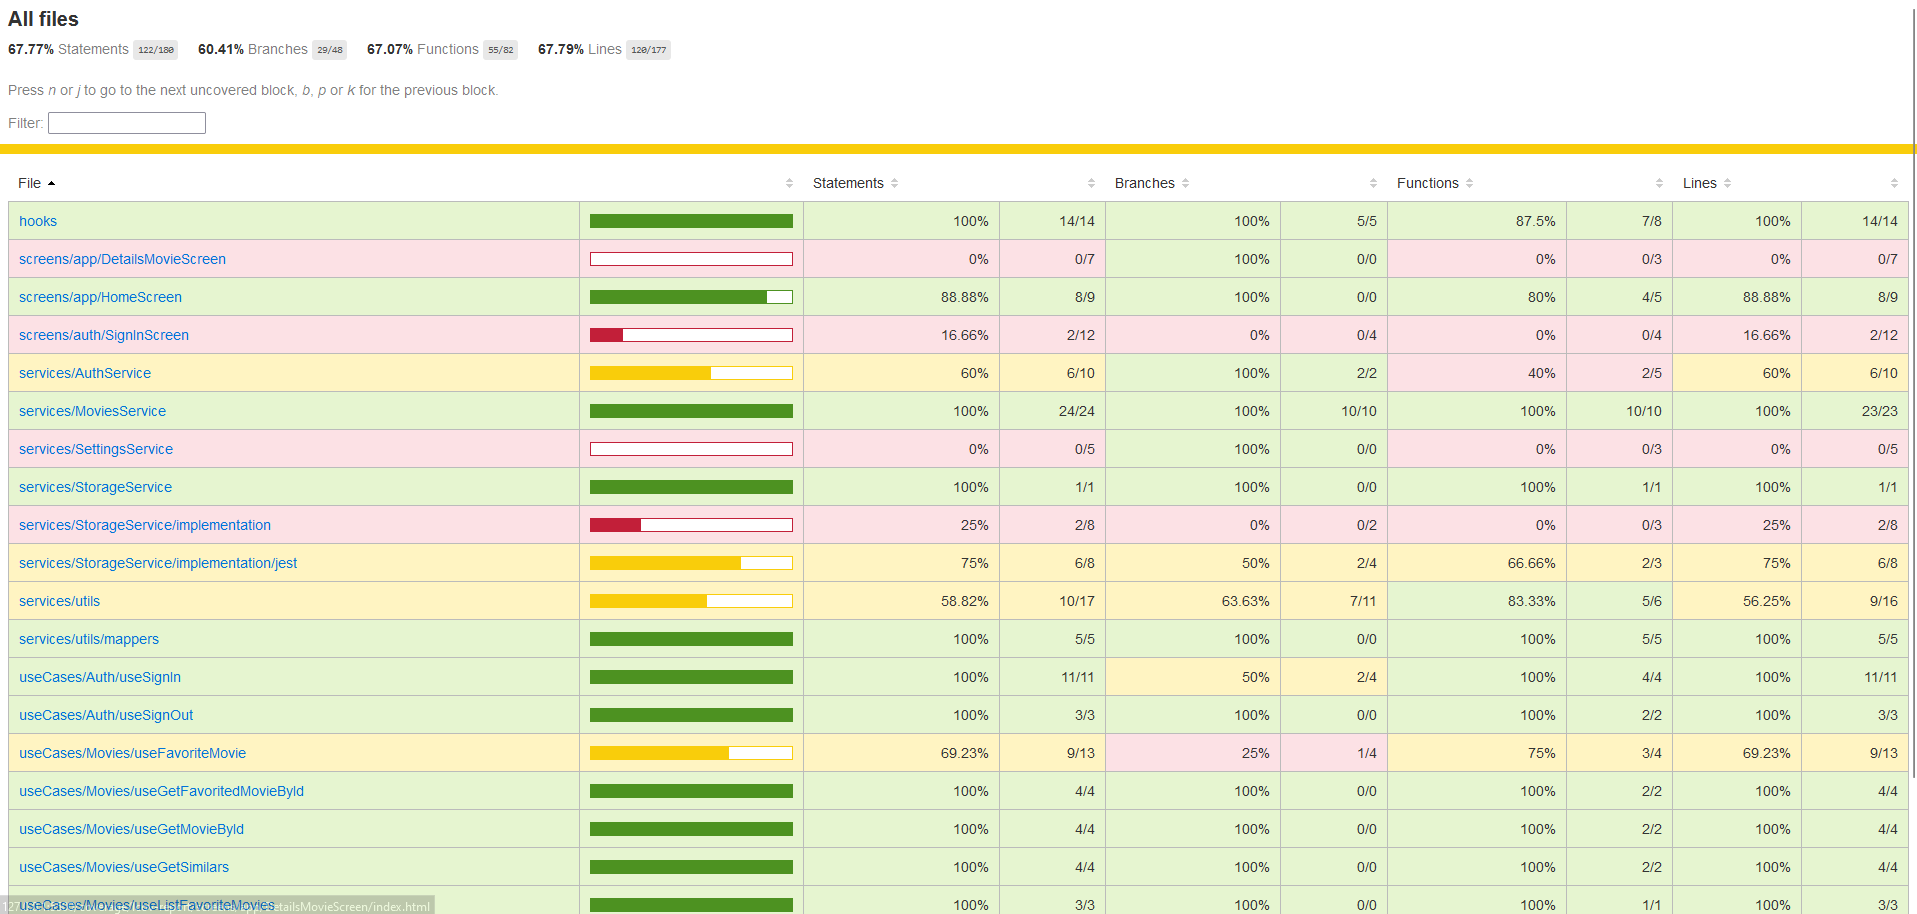 All files
67.77% Statements 122/180 60.41% Branches 29/48 67.07% Functions 55/82 67.79% Lines 120/177
Press n or j to go to the next uncovered block, b, p or k for the previous block.
Filter:
File Statements Branches Functions Lines
hooks 100% 14/14 100% 5/5 87.5% 7/8 100% 14/14
screens/app/DetailsMovieScreen 0% 0/7 100% 0/0 0% 0/3 0% 0/7
screens/app/HomeScreen 88.88% 8/9 100% 0/0 80% 4/5 88.88% 8/9
screens/auth/SignInScreen 16.66% 2/12 0% 0/4 0% 0/4 16.66% 2/12
services/AuthService 60% 6/10 100% 2/2 40% 2/5 60% 6/10
services/MoviesService 100% 24/24 100% 10/10 100% 10/10 100% 23/23
services/SettingsService 0% 0/5 100% 0/0 0% 0/3 0% 0/5
services/StorageService 100% 1/1 100% 0/0 100% 1/1 100% 1/1
services/StorageService/implementation 25% 2/8 0% 0/2 0% 0/3 25% 2/8
services/StorageService/implementation/jest 75% 6/8 50% 2/4 66.66% 2/3 75% 6/8
services/utils 58.82% 10/17 63.63% 7/11 83.33% 5/6 56.25% 9/16
services/utils/mappers 100% 5/5 100% 0/0 100% 5/5 100% 5/5
useCases/Auth/useSignIn 100% 11/11 50% 2/4 100% 4/4 100% 11/11
useCases/Auth/useSignOut 100% 3/3 100% 0/0 100% 2/2 100% 3/3
useCases/Movies/useFavoriteMovie 69.23% 9/13 25% 1/4 75% 3/4 69.23% 9/13
useCases/Movies/useGetFavoritedMovieById 100% 4/4 100% 0/0 100% 2/2 100% 4/4
useCases/Movies/useGetMovieById 100% 4/4 100% 0/0 100% 2/2 100% 4/4
useCases/Movies/useGetSimilars 100% 4/4 100% 0/0 100% 2/2 100% 4/4
useCases/Movies/useListFavoriteMovies 100% 3/3 100% 0/0 100% 1/1 100% 3/3
DetailsMovieScreen/index.html